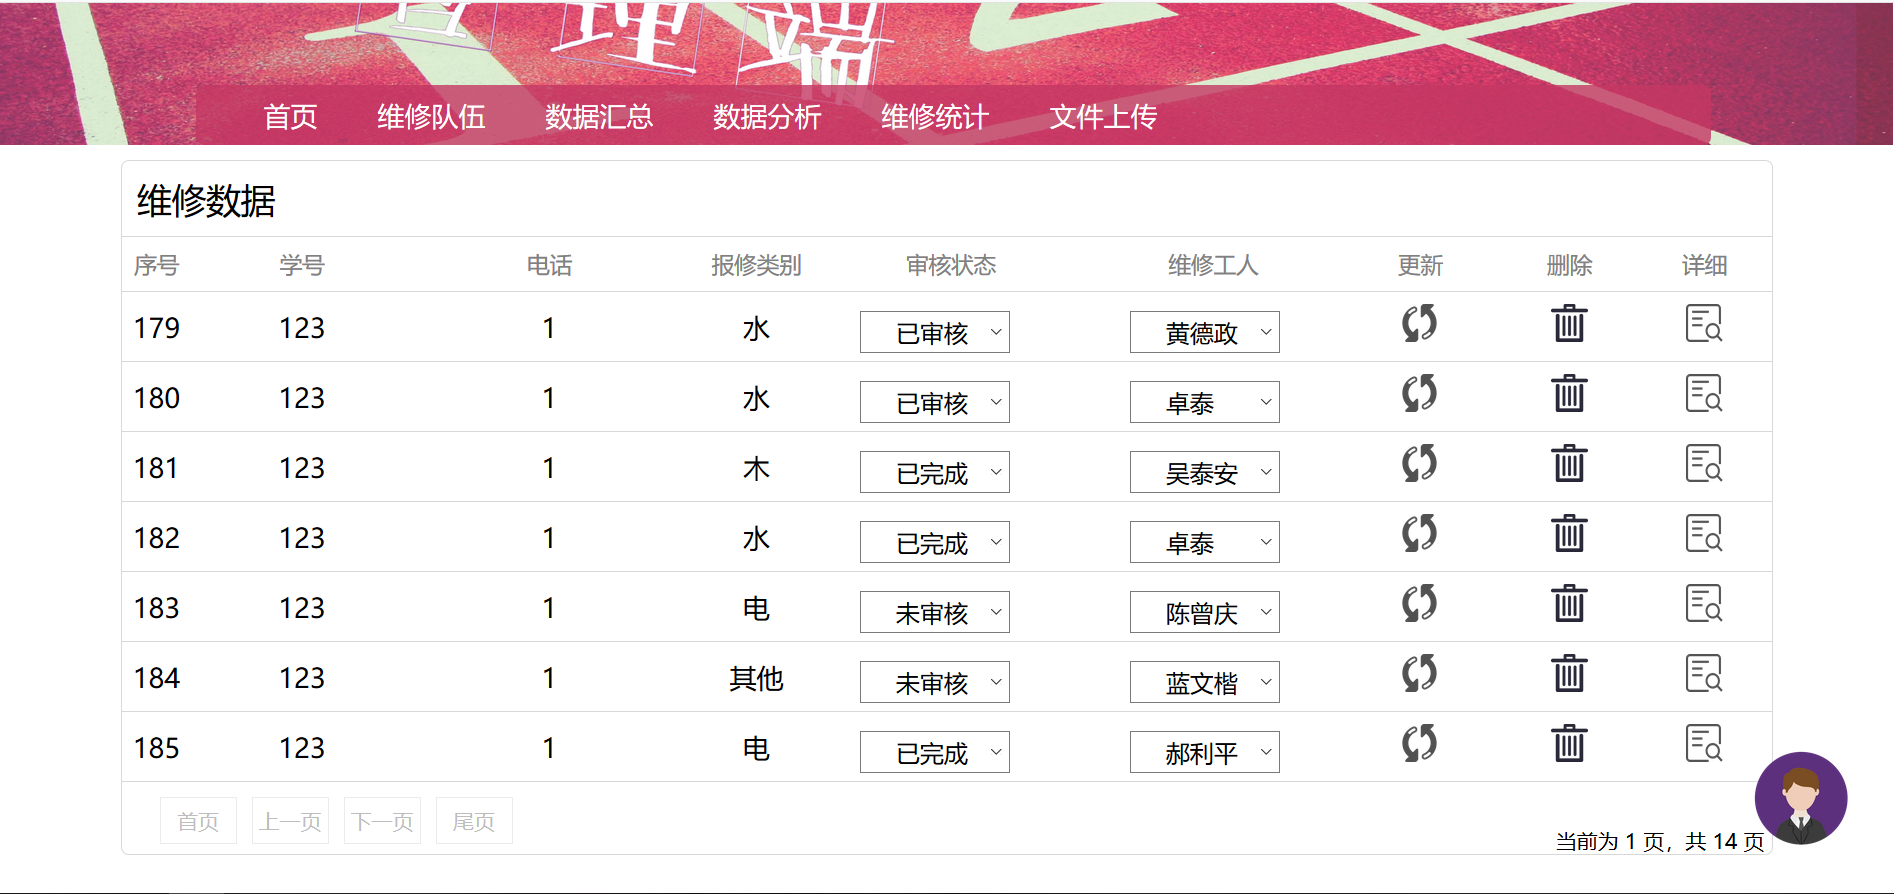 管理端
首页 维修队伍 数据汇总 数据分析 维修统计 文件上传
维修数据
序号 学号 电话 报修类别 审核状态 维修工人 更新 删除 详细
179 123 1 水 已审核 黄德政
180 123 1 水 已审核 卓泰
181 123 1 木 已完成 吴泰安
182 123 1 水 已完成 卓泰
183 123 1 电 未审核 陈曾庆
184 123 1 其他 未审核 蓝文楷
185 123 1 电 已完成 郝利平
首页 上一页 下一页 尾页
当前为 1 页，共 14 页